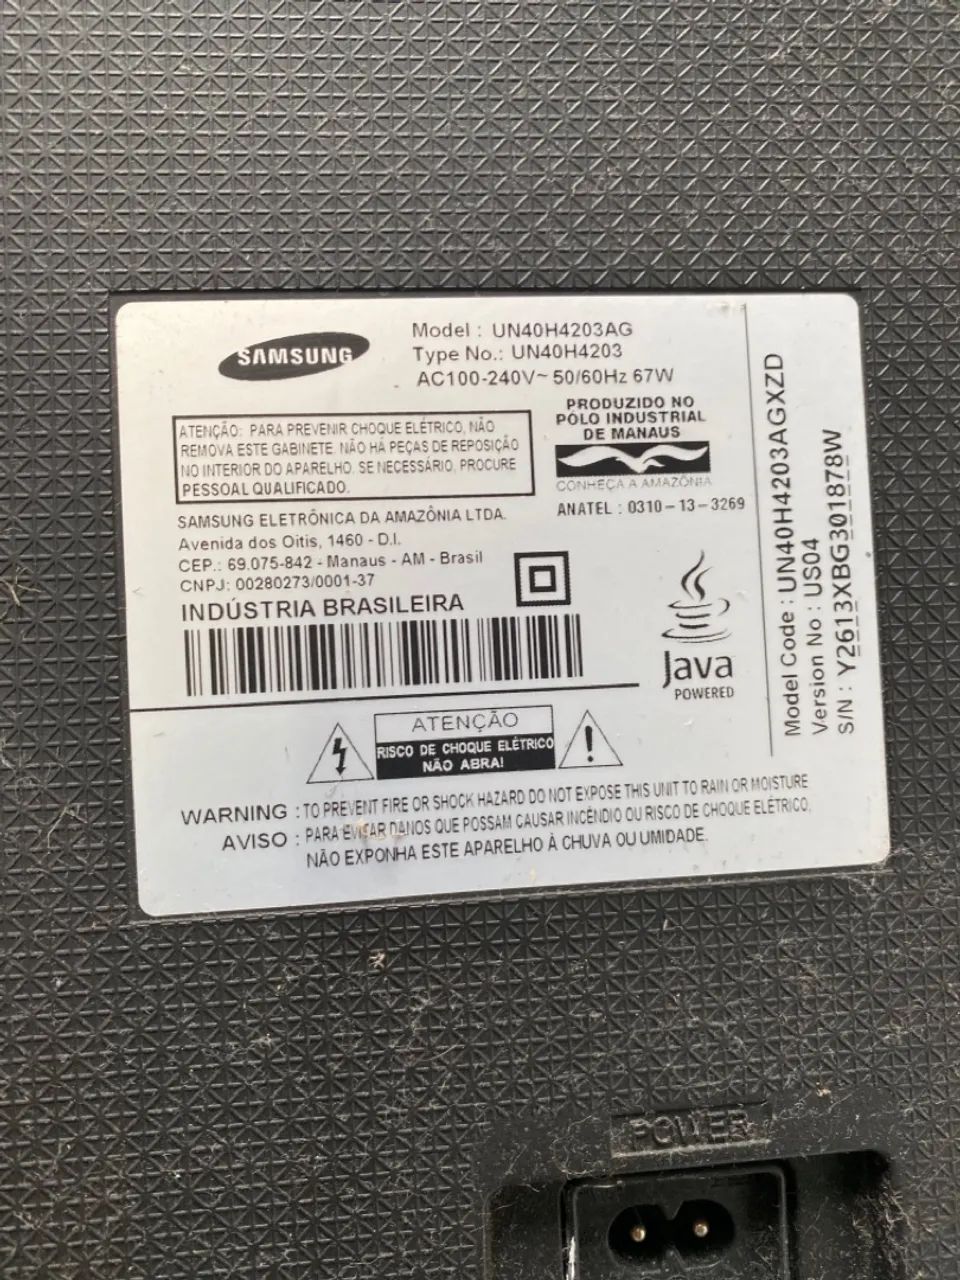 SAMSUNG
Model : UN40H4203AG
Type No.: UN40H4203
AC100-240V~ 50/60Hz 67W
ATENÇÃO: PARA PREVENIR CHOQUE ELÉTRICO, NÃO
REMOVA ESTE GABINETE. NÃO HÁ PEÇAS DE REPOSIÇÃO
NO INTERIOR DO APARELHO. SE NECESSÁRIO, PROCURE
PESSOAL QUALIFICADO.
PRODUZIDO NO
PÓLO INDUSTRIAL
DE MANAUS
CONHEÇA A AMAZÔNIA
ANATEL : 0310-13-3269
SAMSUNG ELETRÔNICA DA AMAZÔNIA LTDA.
Avenida dos Oitis, 1460 - D.I.
CEP.: 69.075-842 - Manaus - AM - Brasil
CNPJ: 00280273/0001-37
INDÚSTRIA BRASILEIRA
Java
POWERED
Model Code : UN40H4203AGXZD
Version No : US04
S/N : Y2613XBG301878W
ATENÇÃO
RISCO DE CHOQUE ELÉTRICO
NÃO ABRA!
WARNING : TO PREVENT FIRE OR SHOCK HAZARD DO NOT EXPOSE THIS UNIT TO RAIN OR MOISTURE
AVISO : PARA EVITAR DANOS QUE POSSAM CAUSAR INCÊNDIO OU RISCO DE CHOQUE ELÉTRICO,
NÃO EXPONHA ESTE APARELHO À CHUVA OU UMIDADE.
POWER